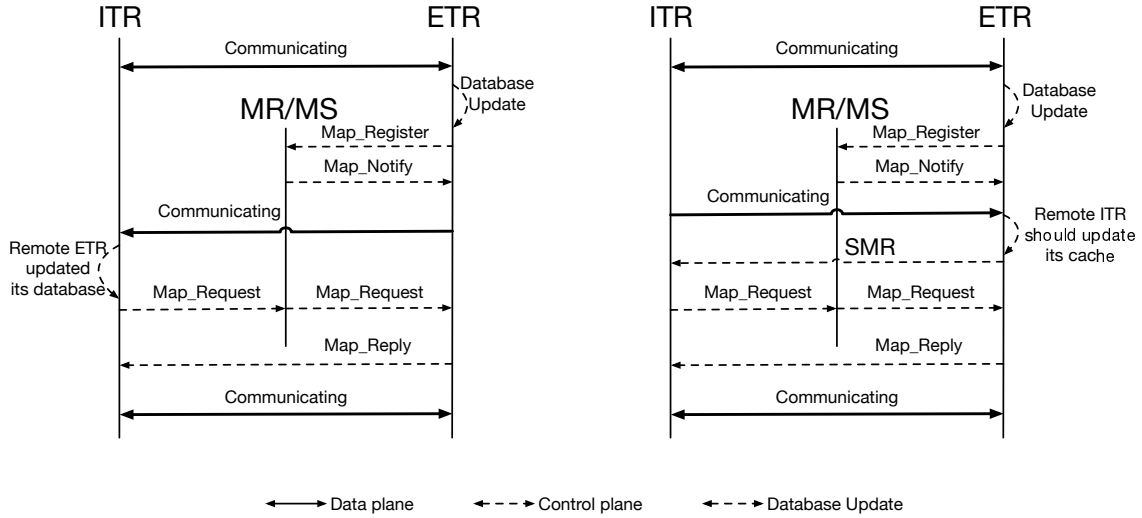 ITR
ETR
Communicating
Database
Update
MR/MS
Map_Register
Map_Notify
Communicating
Remote ETR
updated
its database
Map_Request
Map_Request
Map_Reply
Communicating
ITR
ETR
Communicating
Database
Update
MR/MS
Map_Register
Map_Notify
Communicating
Remote ITR
should update
its cache
SMR
Map_Request
Map_Request
Map_Reply
Communicating
Data plane
Control plane
Database Update